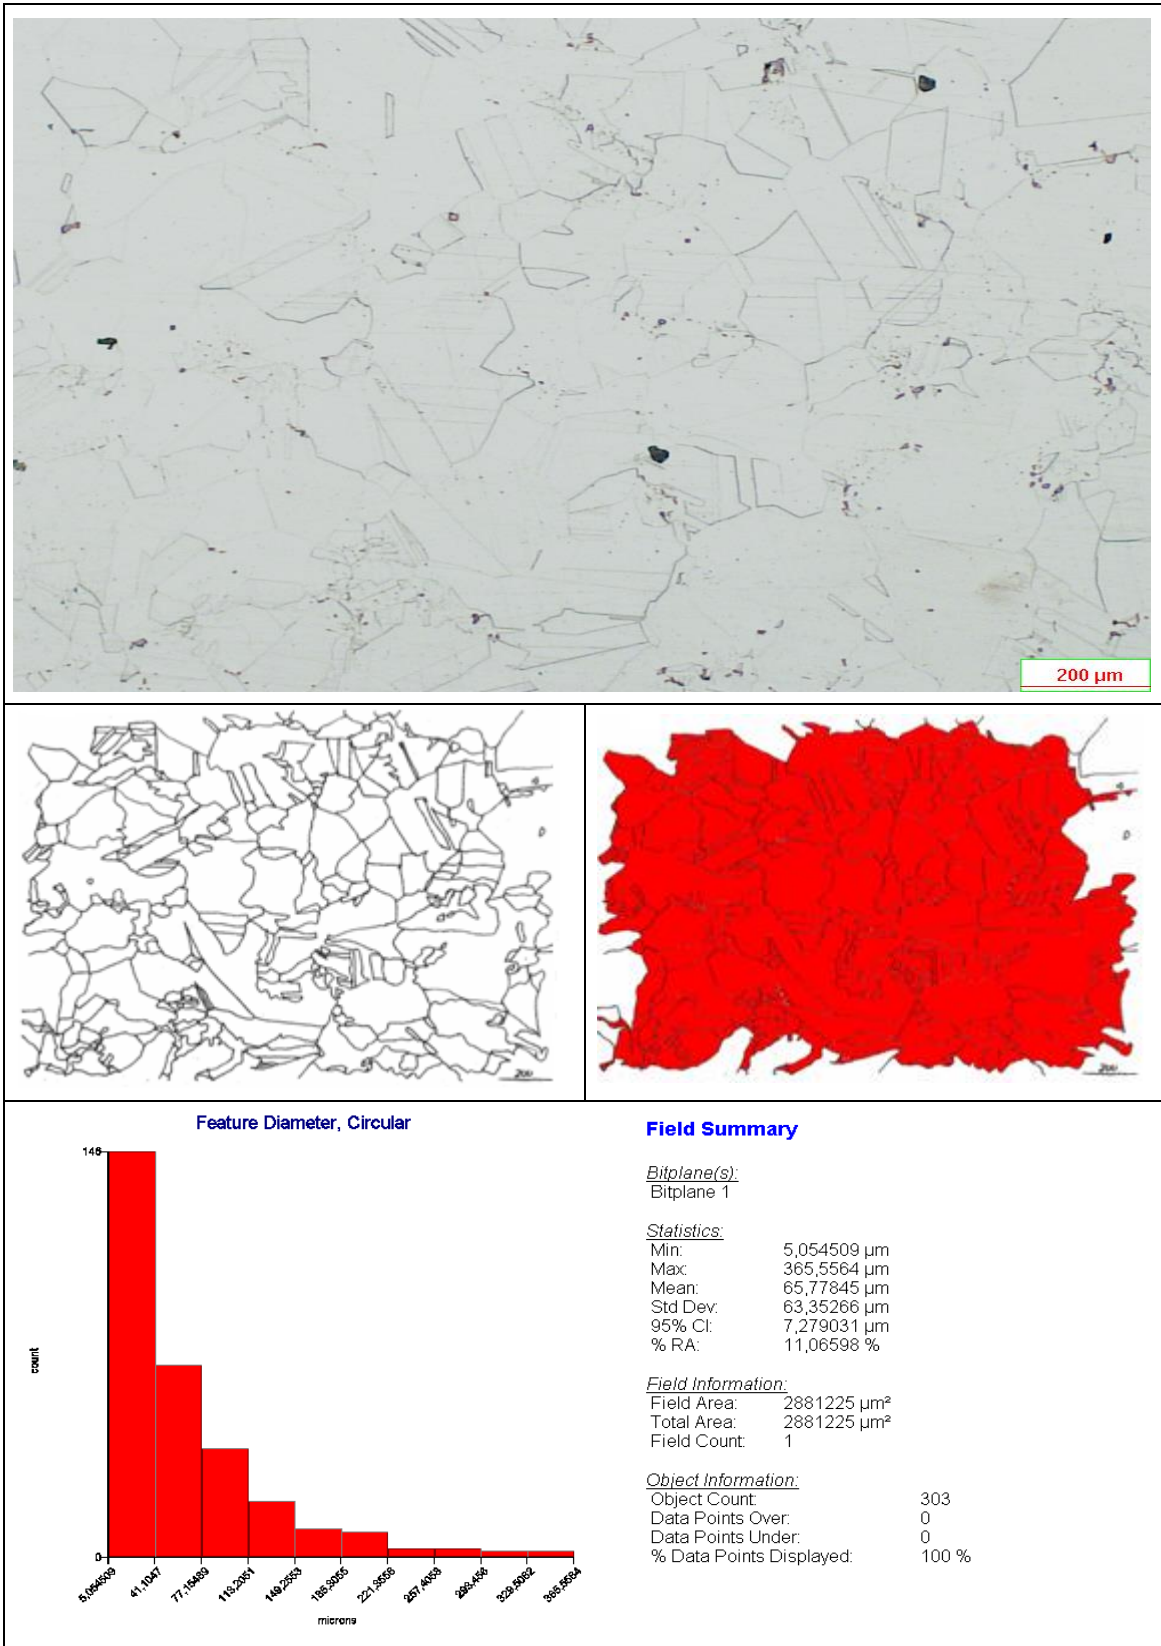 200 µm
200
200
Feature Diameter, Circular
count
0
5,054509
41,1047
77,15489
113,2051
149,2553
185,3055
221,3556
257,4058
293,456
329,5062
365,5564
microns
Field Summary
Bitplane(s):
Bitplane 1
Statistics:
Min: 5,054509 µm
Max: 365,5564 µm
Mean: 65,77845 µm
Std Dev: 63,35266 µm
95% CI: 7,279031 µm
% RA: 11,06598 %
Field Information:
Field Area: 2881225 µm²
Total Area: 2881225 µm²
Field Count: 1
Object Information:
Object Count: 303
Data Points Over: 0
Data Points Under: 0
% Data Points Displayed: 100 %